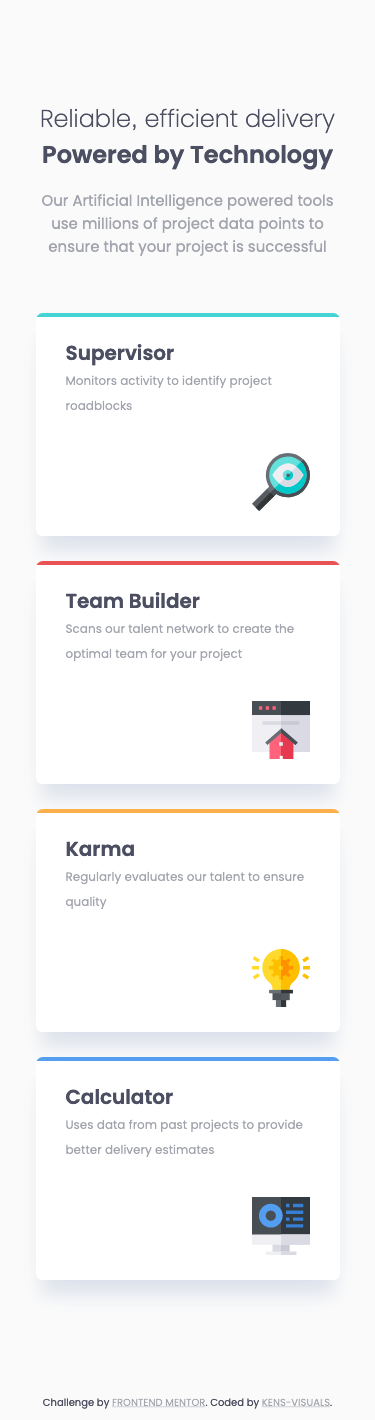 Reliable, efficient delivery
Powered by Technology
Our Artificial Intelligence powered tools
use millions of project data points to
ensure that your project is successful
Supervisor
Monitors activity to identify project
roadblocks
Team Builder
Scans our talent network to create the
optimal team for your project
Karma
Regularly evaluates our talent to ensure
quality
Calculator
Uses data from past projects to provide
better delivery estimates
Challenge by FRONTEND MENTOR. Coded by KENS-VISUALS.